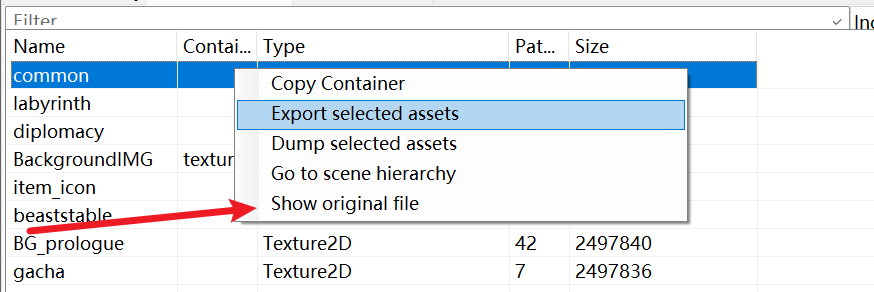 Filter Inc
Name Contai... Type Pat... Size
common
labyrinth
diplomacy
BackgroundIMG textur
item_icon
beaststable
BG_prologue Texture2D 42 2497840
gacha Texture2D 7 2497836
Copy Container
Export selected assets
Dump selected assets
Go to scene hierarchy
Show original file